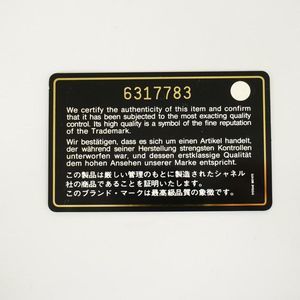 6317783
We certify the authenticity of this item and confirm
that it has been subjected to the most exacting quality
control. Its high quality is a symbol of the fine reputation
of the Trademark.
Wir bestätigen, dass es sich um einen Artikel handelt,
der während seiner Herstellung strengsten Kontrollen
unterworfen war, und dessen erstklassige Qualität
dem hohen Ansehen unserer Marke entspricht.
この製品は厳しい管理のもとに製造されたシャネル
社の商品であることを証明いたします。
このブランド・マークは最高級品質の象徴です。